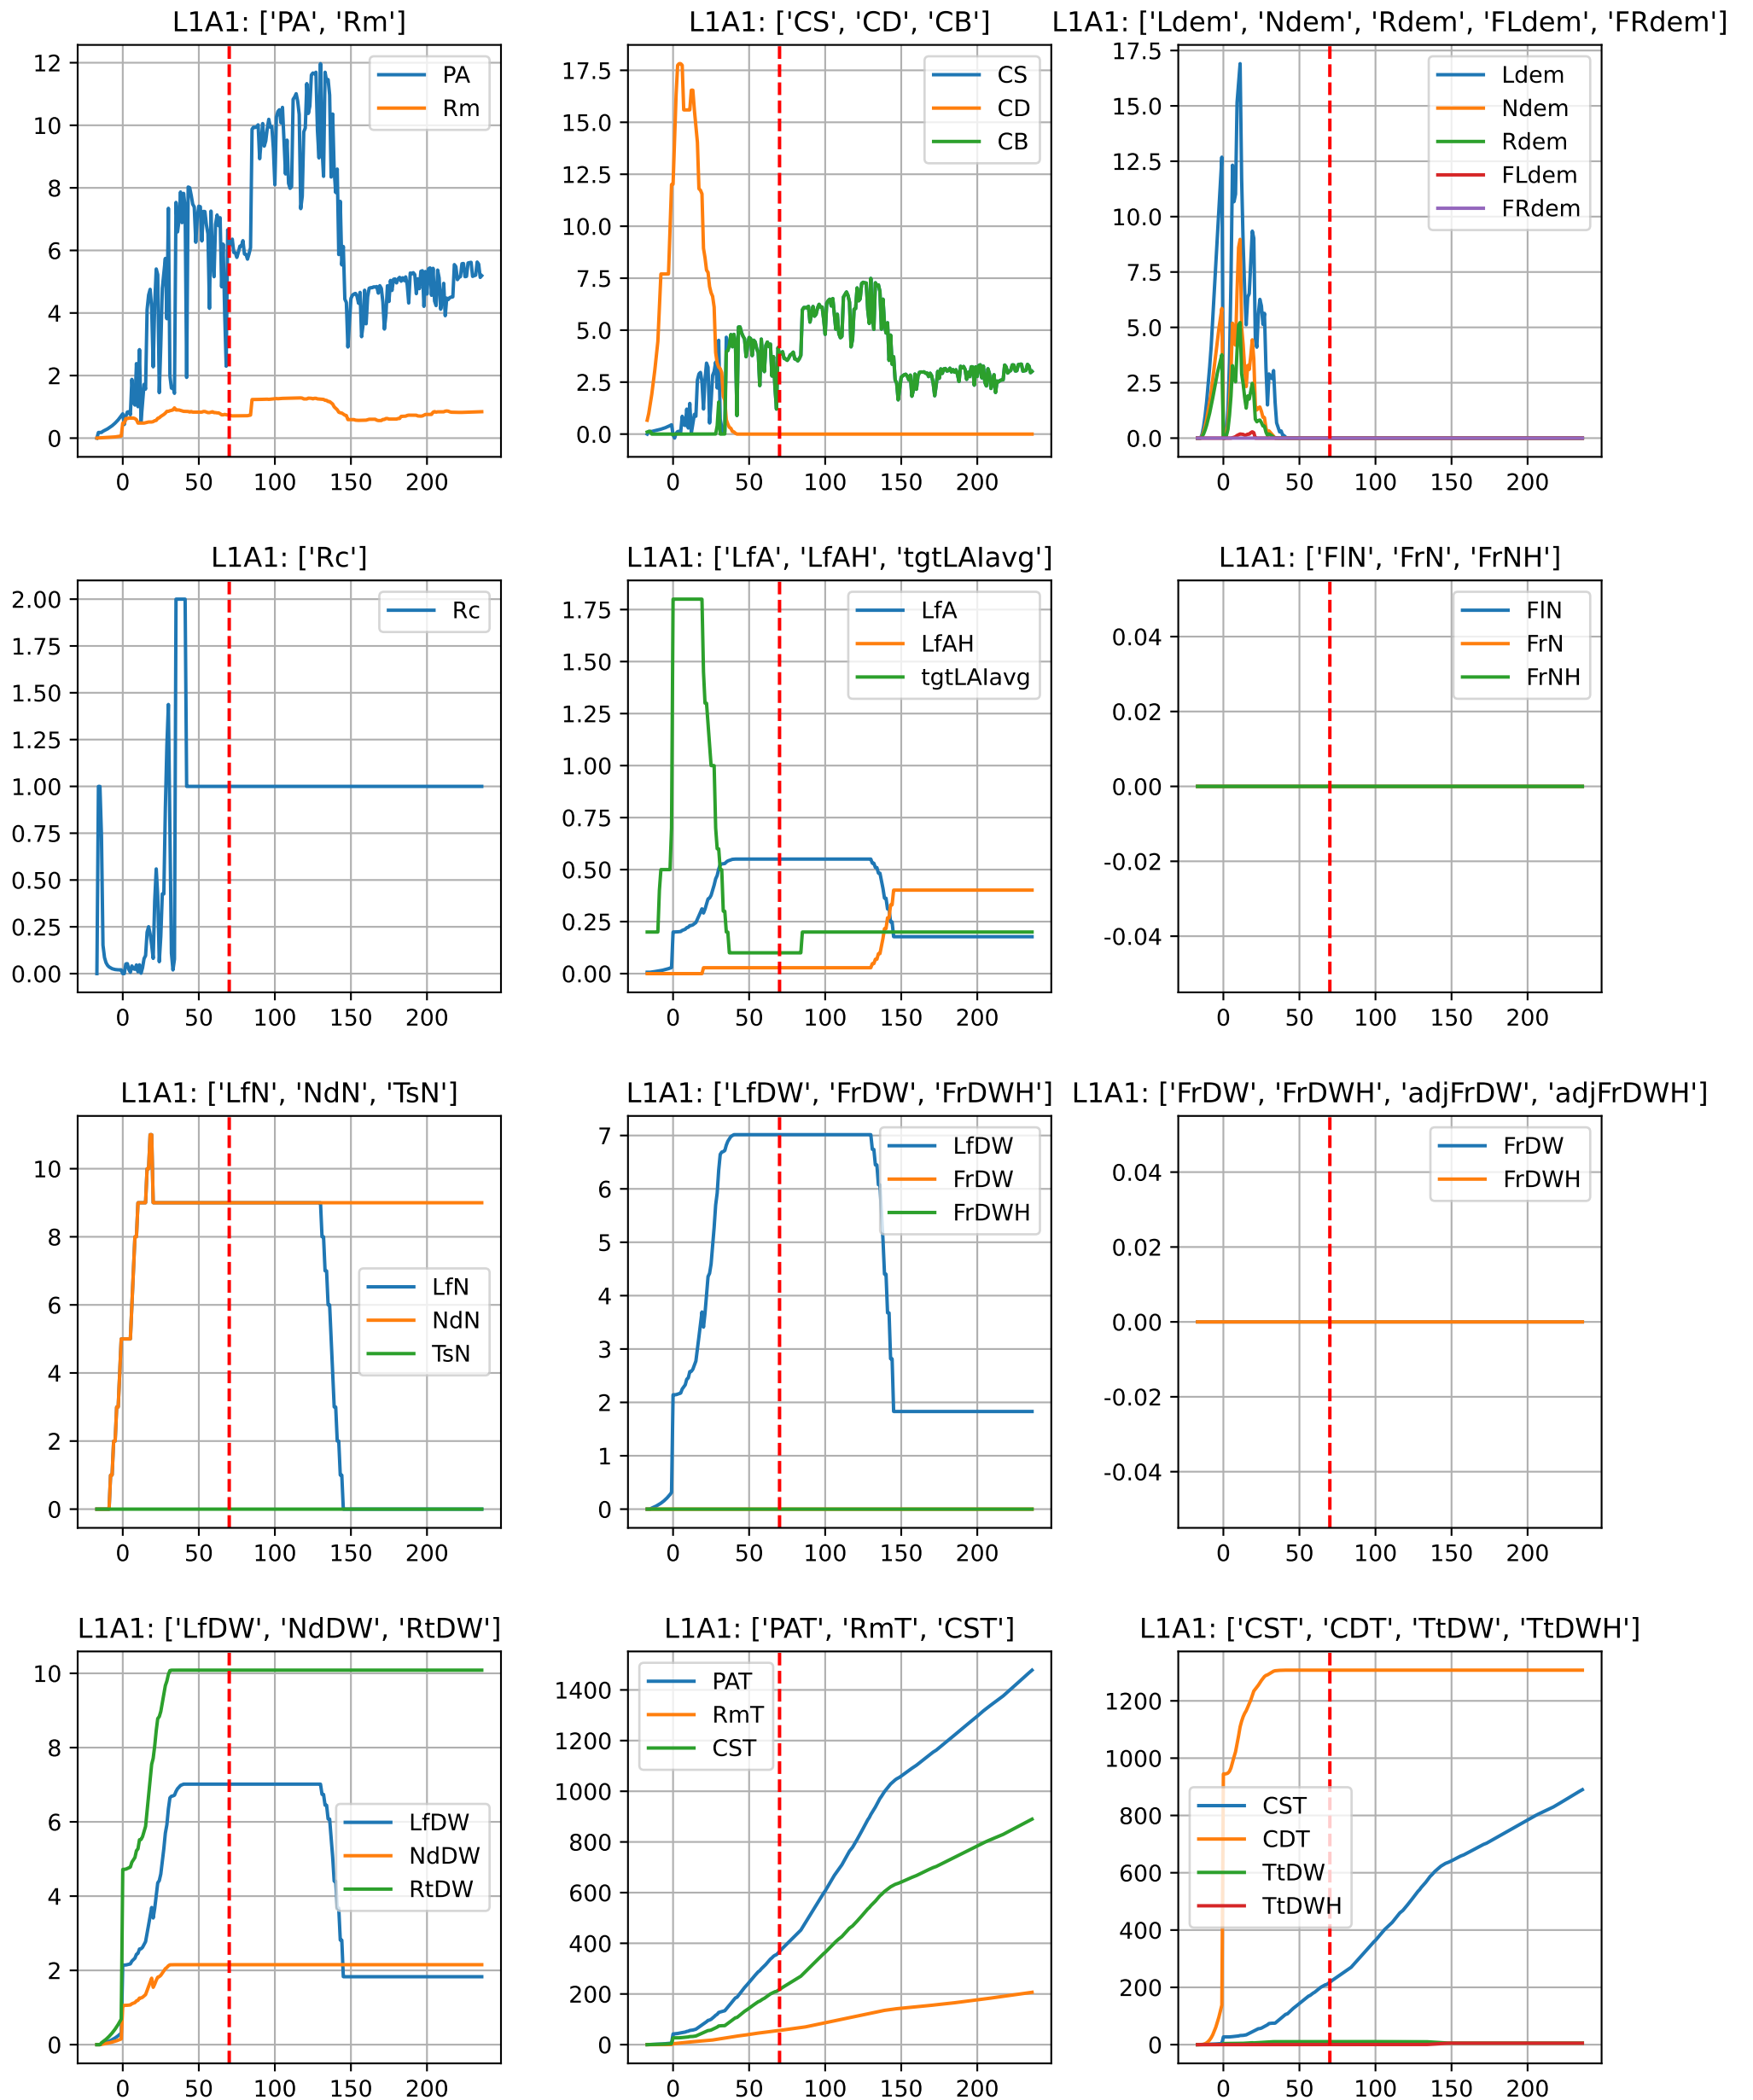 L1A1: ['PA', 'Rm']
12
10
8
6
4
2
0
PA
Rm
0 50 100 150 200
L1A1: ['CS', 'CD', 'CB']
17.5
15.0
12.5
10.0
7.5
5.0
2.5
0.0
CS
CD
CB
0 50 100 150 200
L1A1: ['Ldem', 'Ndem', 'Rdem', 'FLdem', 'FRdem']
17.5
15.0
12.5
10.0
7.5
5.0
2.5
0.0
Ldem
Ndem
Rdem
FLdem
FRdem
0 50 100 150 200
L1A1: ['Rc']
2.00
1.75
1.50
1.25
1.00
0.75
0.50
0.25
0.00
Rc
0 50 100 150 200
L1A1: ['LfA', 'LfAH', 'tgtLAIavg']
1.75
1.50
1.25
1.00
0.75
0.50
0.25
0.00
LfA
LfAH
tgtLAIavg
0 50 100 150 200
L1A1: ['FlN', 'FrN', 'FrNH']
0.04
0.02
0.00
-0.02
-0.04
FlN
FrN
FrNH
0 50 100 150 200
L1A1: ['LfN', 'NdN', 'TsN']
10
8
6
4
2
0
LfN
NdN
TsN
0 50 100 150 200
L1A1: ['LfDW', 'FrDW', 'FrDWH']
7
6
5
4
3
2
1
0
LfDW
FrDW
FrDWH
0 50 100 150 200
L1A1: ['FrDW', 'FrDWH', 'adjFrDW', 'adjFrDWH']
0.04
0.02
0.00
-0.02
-0.04
FrDW
FrDWH
0 50 100 150 200
L1A1: ['LfDW', 'NdDW', 'RtDW']
10
8
6
4
2
0
LfDW
NdDW
RtDW
0 50 100 150 200
L1A1: ['PAT', 'RmT', 'CST']
1400
1200
1000
800
600
400
200
0
PAT
RmT
CST
0 50 100 150 200
L1A1: ['CST', 'CDT', 'TtDW', 'TtDWH']
1200
1000
800
600
400
200
0
CST
CDT
TtDW
TtDWH
0 50 100 150 200